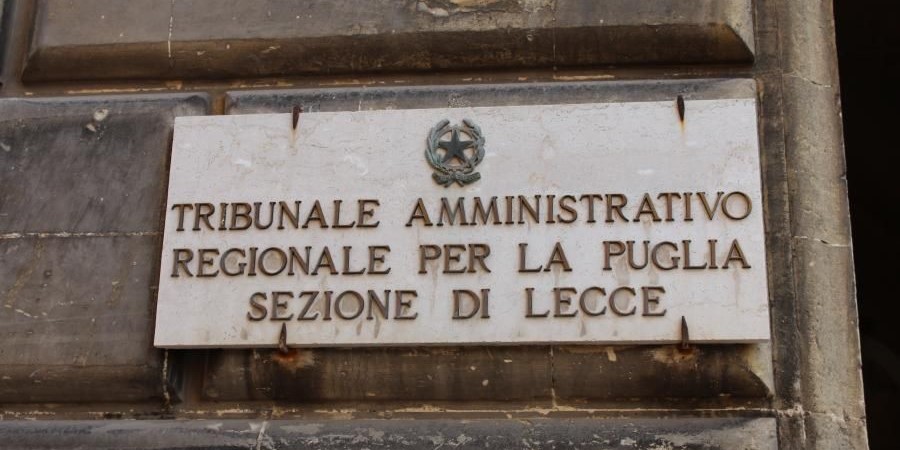 TRIBUNALE AMMINISTRATIVO
REGIONALE PER LA PUGLIA
SEZIONE DI LECCE